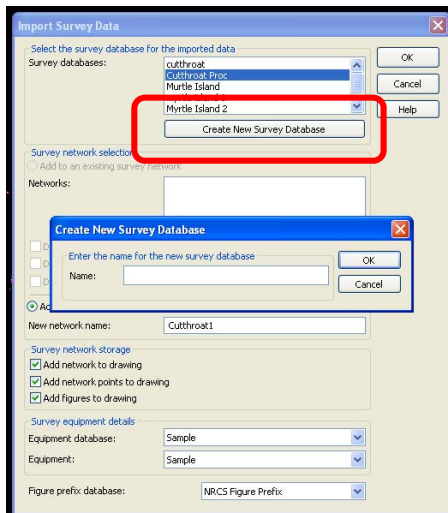 Import Survey Data
Select the survey database for the imported data
Survey databases:
cutthroat
Cutthroat Proc
Murtle Island
Myrtle Island 2
OK
Cancel
Help
Create New Survey Database
Survey network selection
Add to an existing survey network
Networks:
Create New Survey Database
Enter the name for the new survey database
Name:
OK
Cancel
New network name:
Cutthroat1
Survey network storage
Add network to drawing
Add network points to drawing
Add figures to drawing
Survey equipment details
Equipment database:
Sample
Equipment:
Sample
Figure prefix database:
NRCS Figure Prefix